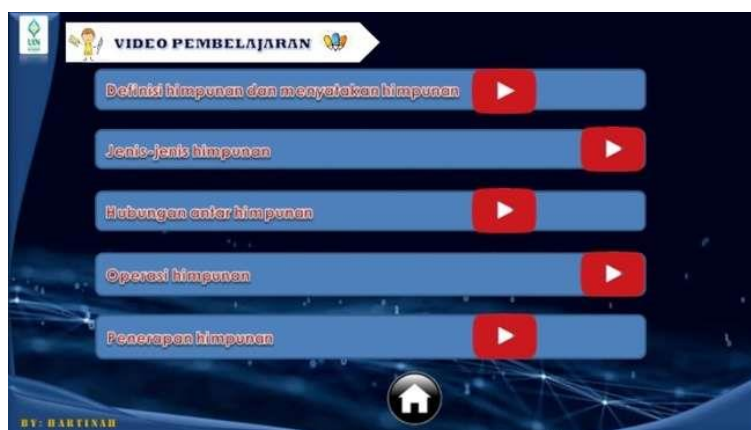 UIN
VIDEO PEMBELAJARAN
Definisi himpunan dan menyatakan himpunan
Jenis-jenis himpunan
Hubungan antar himpunan
Operasi himpunan
Penerapan himpunan
BY: HARTINAH